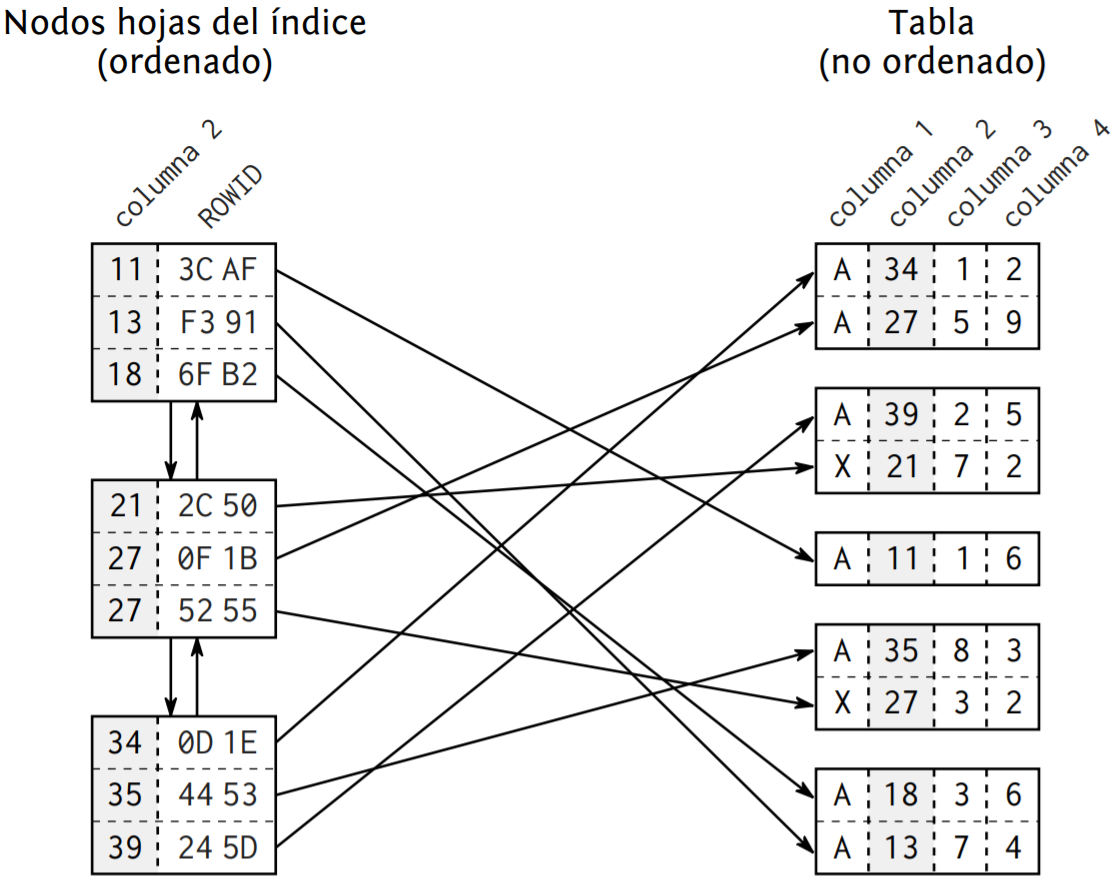 Nodos hojas del índice
(ordenado)
columna 2
ROWID
11 3C AF
13 F3 91
18 6F B2
21 2C 50
27 0F 1B
27 52 55
34 0D 1E
35 44 53
39 24 5D
Tabla
(no ordenado)
columna 1
columna 2
columna 3
columna 4
A 34 1 2
A 27 5 9
A 39 2 5
X 21 7 2
A 11 1 6
A 35 8 3
X 27 3 2
A 18 3 6
A 13 7 4